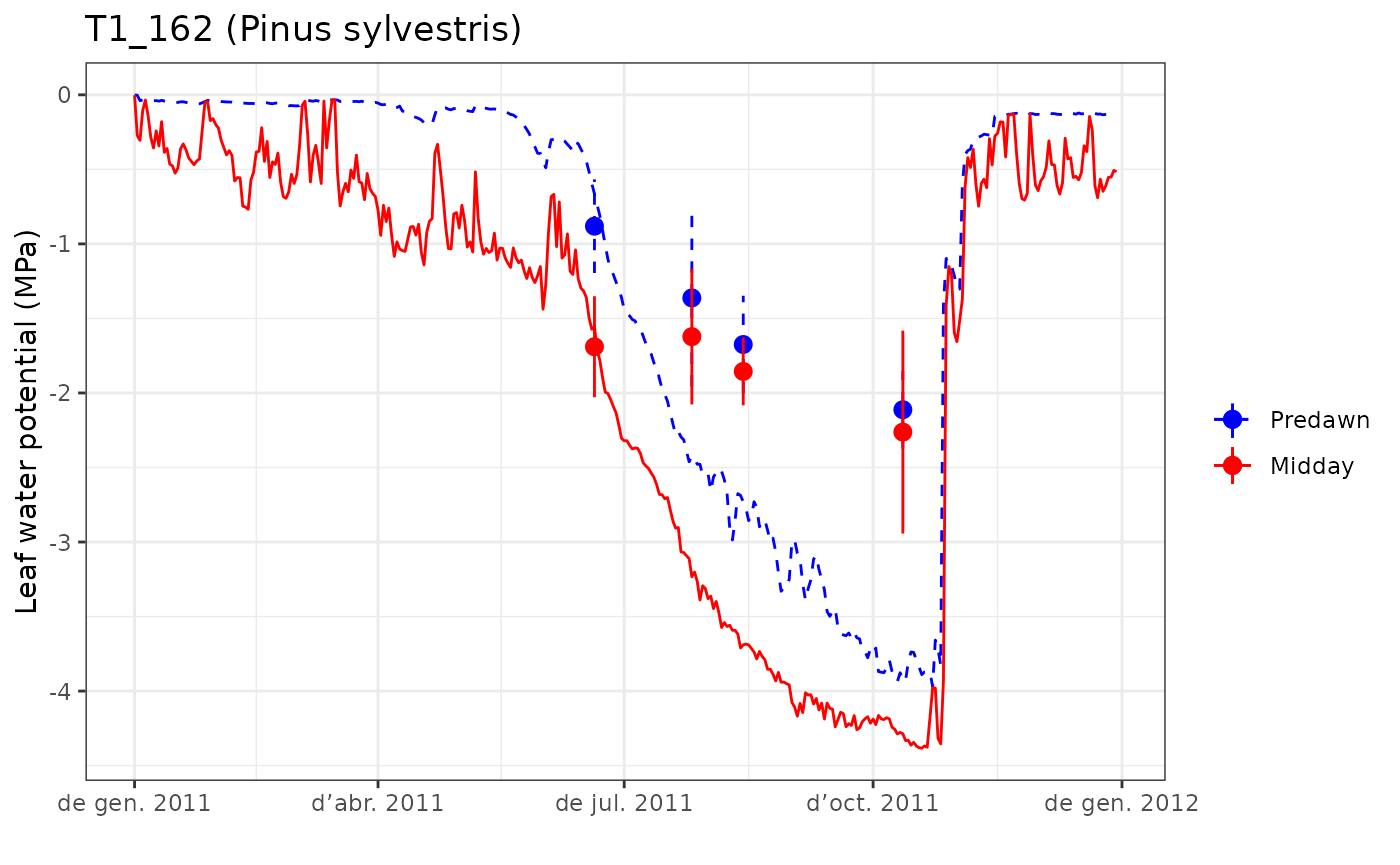 T1_162 (Pinus sylvestris)
Leaf water potential (MPa)
0
-1
-2
-3
-4
de gen. 2011
d’abr. 2011
de jul. 2011
d’oct. 2011
de gen. 2012
Predawn
Midday